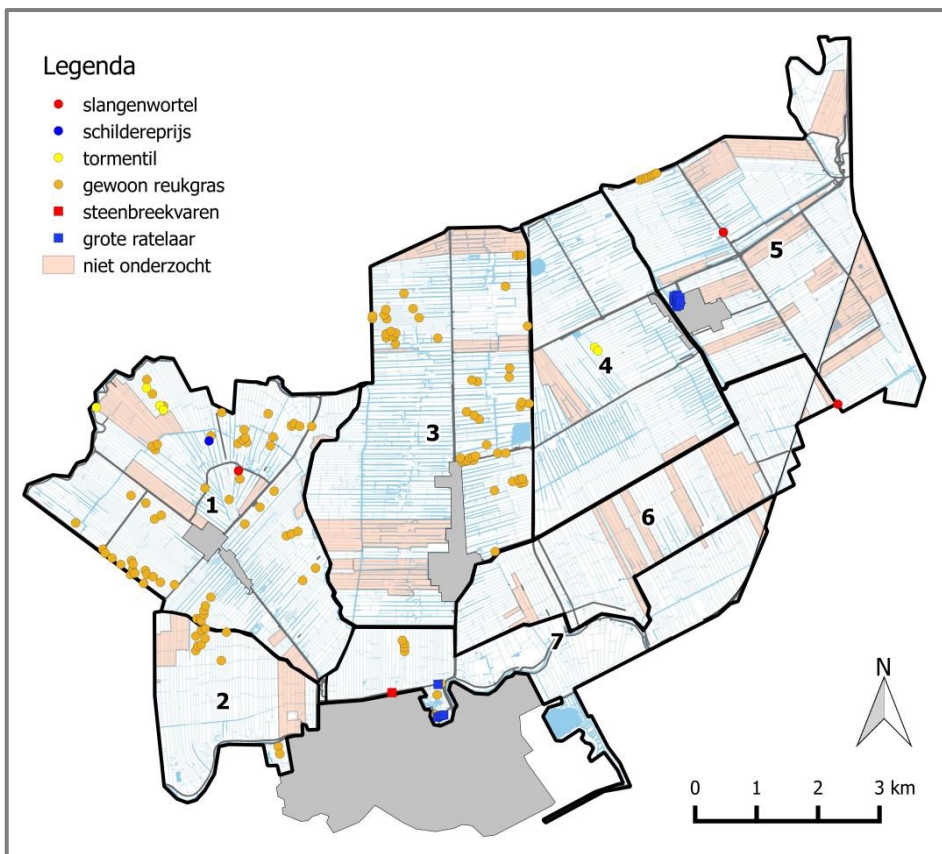 Legenda
slangenwortel
schildereprijs
tormentil
gewoon reukgras
steenbreekvaren
grote ratelaar
niet onderzocht
5
4
3
1
6
7
2
N
0 1 2 3 km